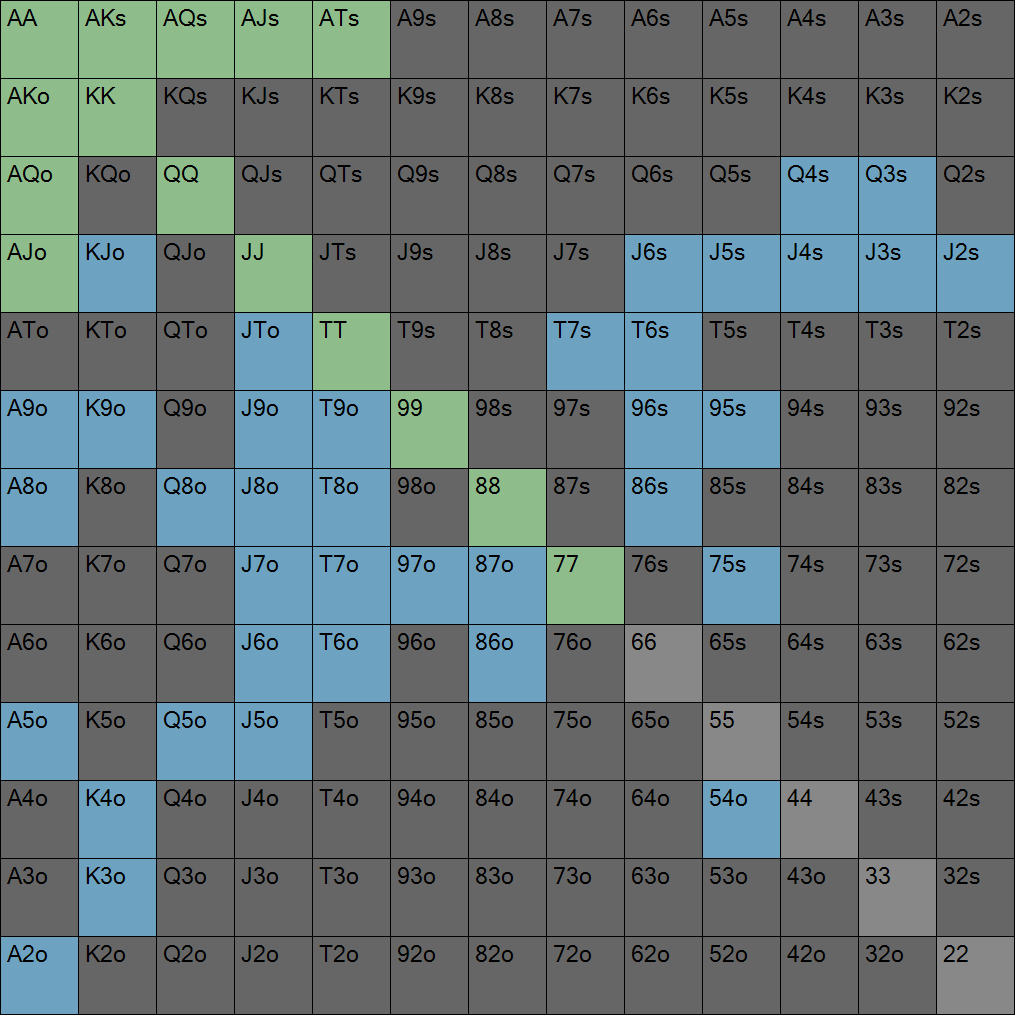 AA AKs AQs AJs ATs A9s A8s A7s A6s A5s A4s A3s A2s
AKo KK KQs KJs KTs K9s K8s K7s K6s K5s K4s K3s K2s
AQo KQo QQ QJs QTs Q9s Q8s Q7s Q6s Q5s Q4s Q3s Q2s
AJo KJo QJo JJ JTs J9s J8s J7s J6s J5s J4s J3s J2s
ATo KTo QTo JTo TT T9s T8s T7s T6s T5s T4s T3s T2s
A9o K9o Q9o J9o T9o 99 98s 97s 96s 95s 94s 93s 92s
A8o K8o Q8o J8o T8o 98o 88 87s 86s 85s 84s 83s 82s
A7o K7o Q7o J7o T7o 97o 87o 77 76s 75s 74s 73s 72s
A6o K6o Q6o J6o T6o 96o 86o 76o 66 65s 64s 63s 62s
A5o K5o Q5o J5o T5o 95o 85o 75o 65o 55 54s 53s 52s
A4o K4o Q4o J4o T4o 94o 84o 74o 64o 54o 44 43s 42s
A3o K3o Q3o J3o T3o 93o 83o 73o 63o 53o 43o 33 32s
A2o K2o Q2o J2o T2o 92o 82o 72o 62o 52o 42o 32o 22